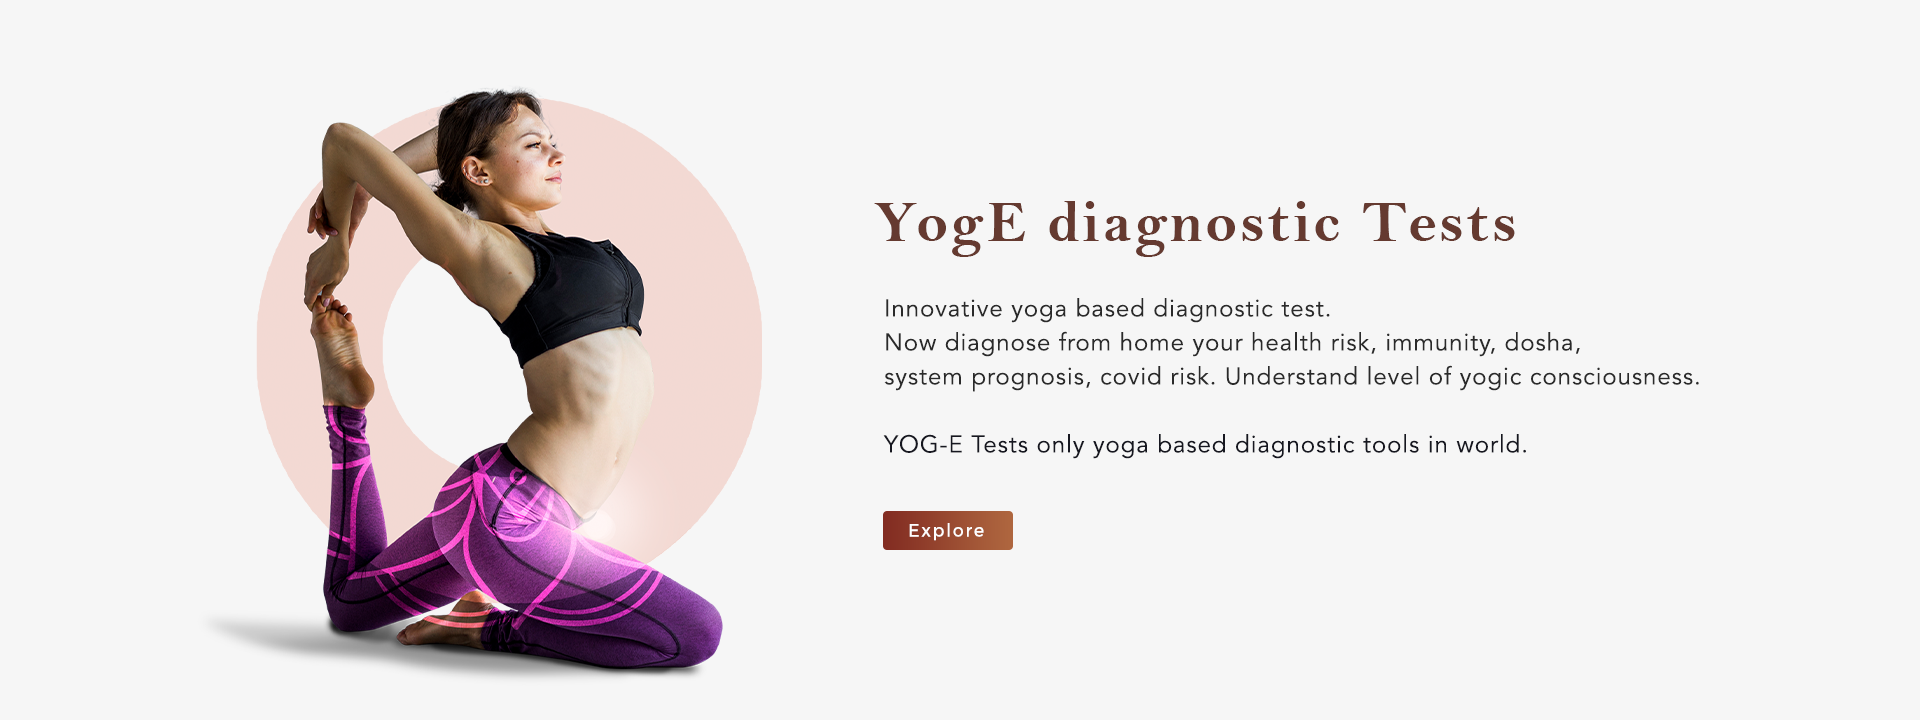 YogE diagnostic Tests
Innovative yoga based diagnostic test.
Now diagnose from home your health risk, immunity, dosha,
system prognosis, covid risk. Understand level of yogic consciousness.
YOG-E Tests only yoga based diagnostic tools in world.
Explore